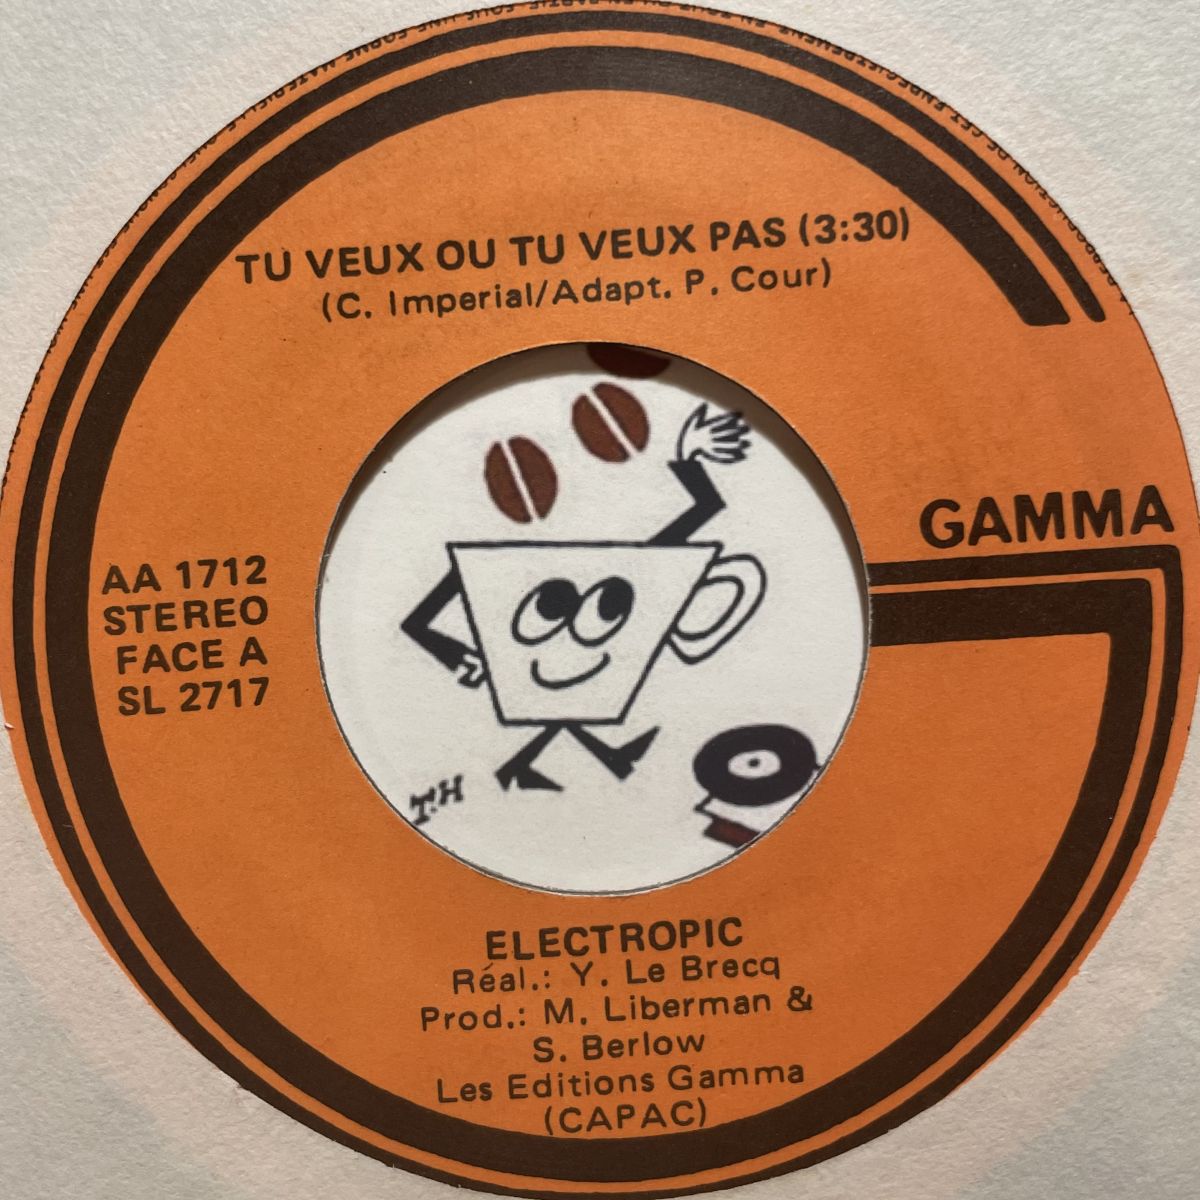 TU VEUX OU TU VEUX PAS (3:30)
(C. Imperial/Adapt. P. Cour)
GAMMA
AA 1712
STEREO
FACE A
SL 2717
T.H
ELECTROPIC
Réal.: Y. Le Brecq
Prod.: M. Liberman &
S. Berlow
Les Editions Gamma
(CAPAC)